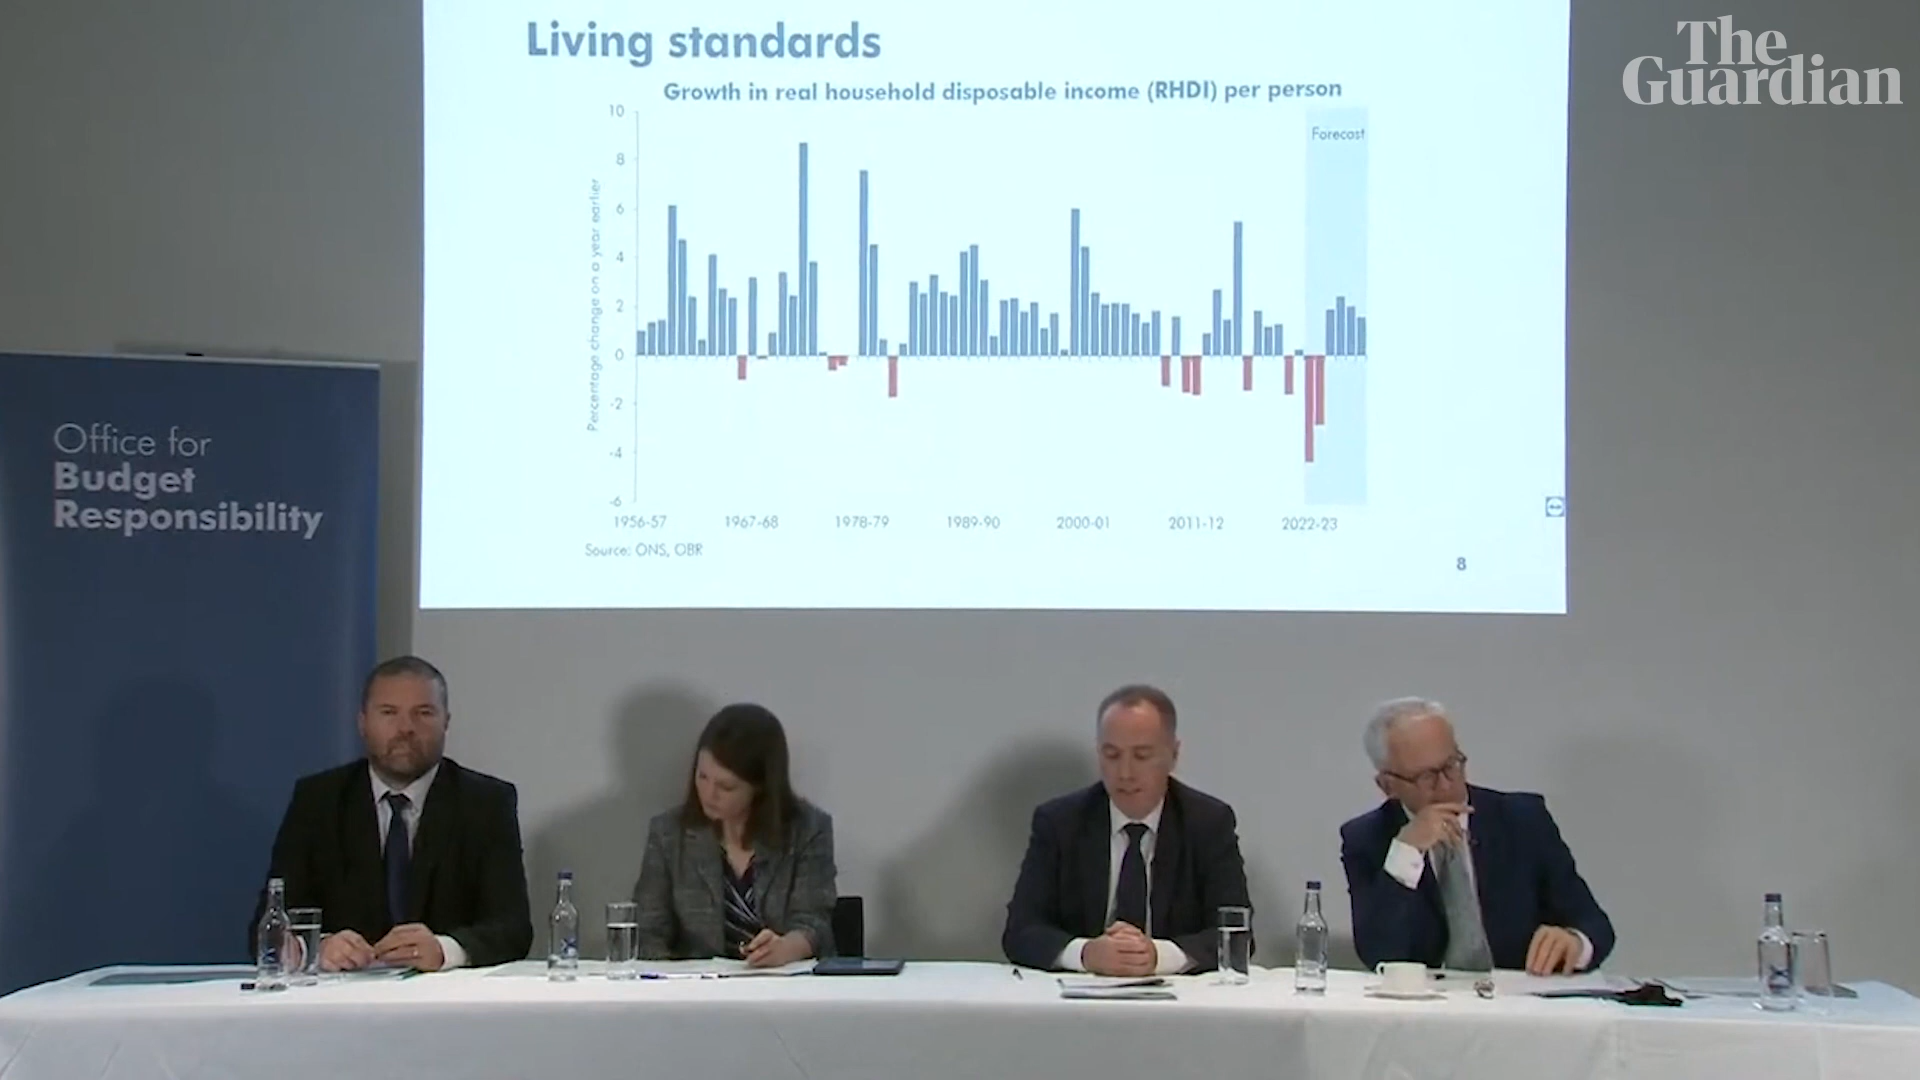 The
Guardian
Living standards
Growth in real household disposable income (RHDI) per person
Percentage change on a year earlier
10
8
6
4
2
0
-2
-4
-6
Forecast
1956-57 1967-68 1978-79 1989-90 2000-01 2011-12 2022-23
Source: ONS, OBR
8
Office for
Budget
Responsibility